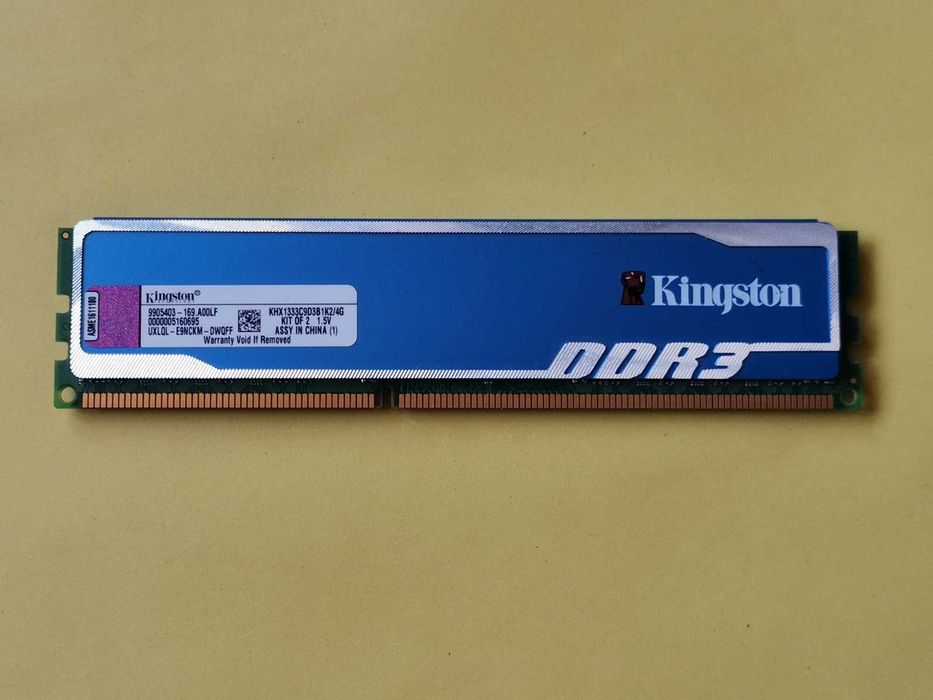 ASME1611180
Kingston®
9905403-169.A00LF KHX1333C9D3B1K2/4G
0000005160695 KIT OF 2 1.5V
UXLQL-E9NCKM-DWQFF ASSY IN CHINA (1)
Warranty Void If Removed
Kingston
DDR3